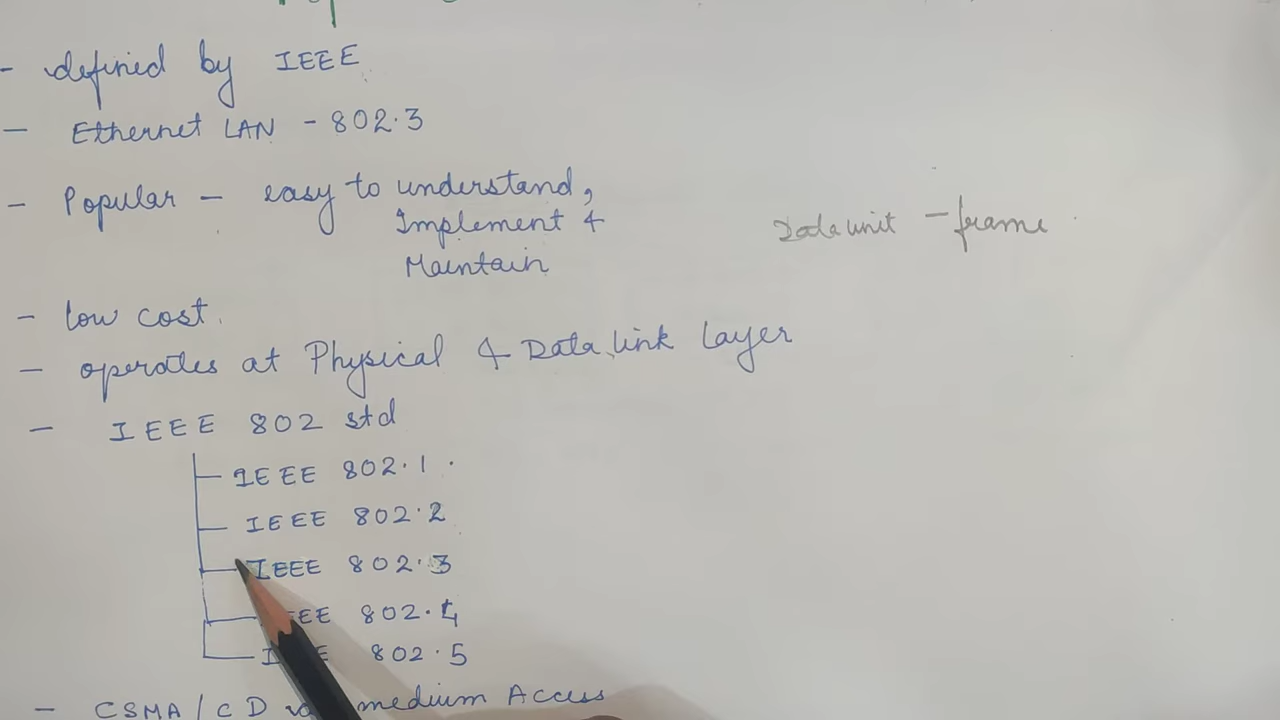 - defined by IEEE
- Ethernet LAN - 802.3
- Popular - easy to understand,
Implement &
Maintain
Data unit - frame
- low cost.
- operates at Physical & Data link Layer
- IEEE 802 std
IEEE 802.1
IEEE 802.2
IEEE 802.3
IEEE 802.4
IEEE 802.5
- CSMA/CD medium Access